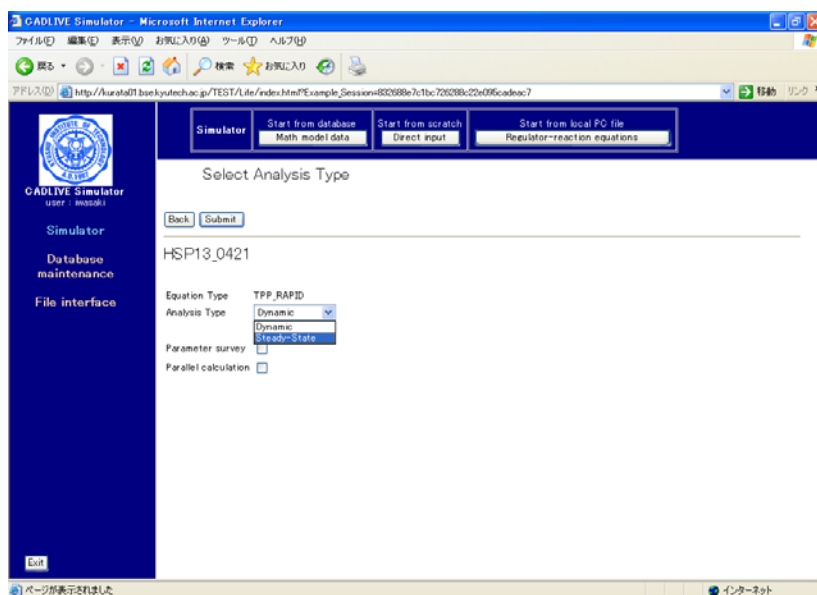 CADLIVE Simulator - Microsoft Internet Explorer
ファイル(F) 編集(E) 表示(V) お気に入り(A) ツール(T) ヘルプ(H)
戻る 検索 お気に入り
アドレス(D) http://kurata01.bse.kyutech.ac.jp/TEST/Life/index.html?Example_Session=832688e7c1bc726288c22e095cadeac7 移動 リンク
Simulator
Start from database
Math model data
Start from scratch
Direct input
Start from local PC file
Regulator-reaction equations
CADLIVE Simulator
user : iwasaki
Simulator
Database
maintenance
File interface
Exit
Select Analysis Type
Back Submit
HSP13_0421
Equation Type TPP_RAPID
Analysis Type Dynamic
Dynamic
Steady-State
Parameter survey
Parallel calculation
ページが表示されました インターネット